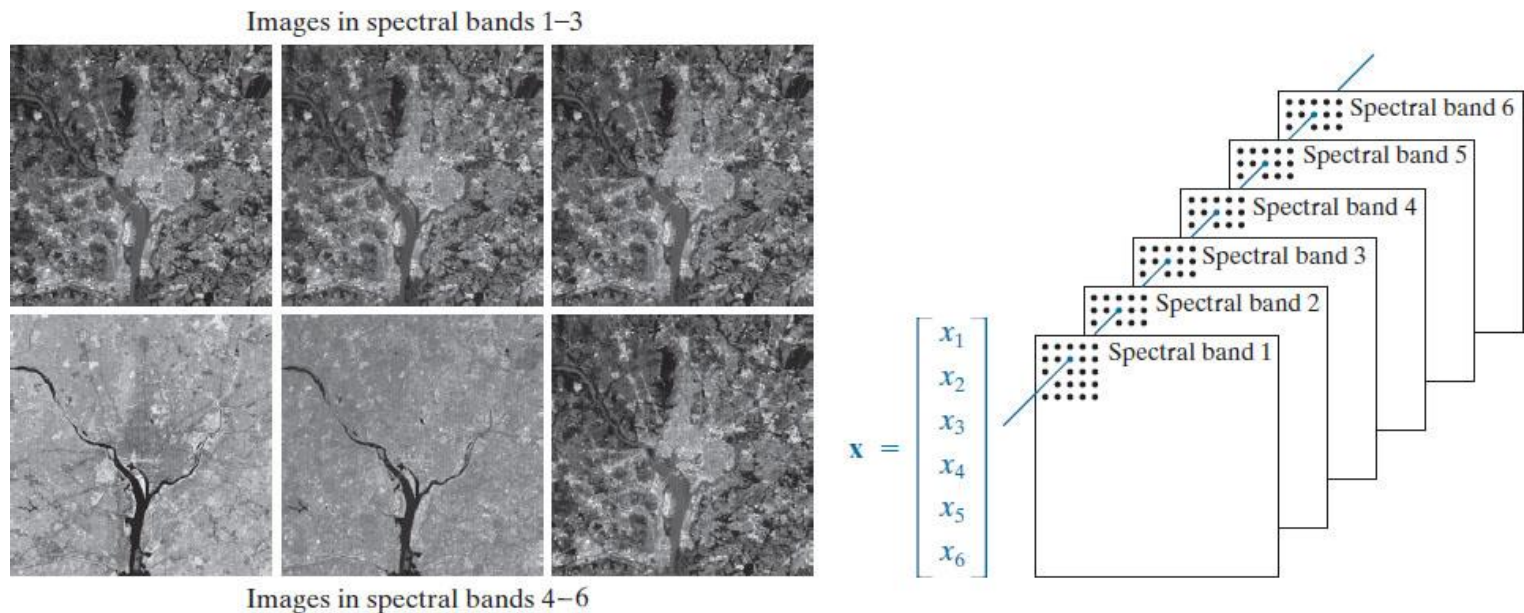 Images in spectral bands 1–3
Images in spectral bands 4–6
Spectral band 6
Spectral band 5
Spectral band 4
Spectral band 3
Spectral band 2
Spectral band 1
x =
x1
x2
x3
x4
x5
x6